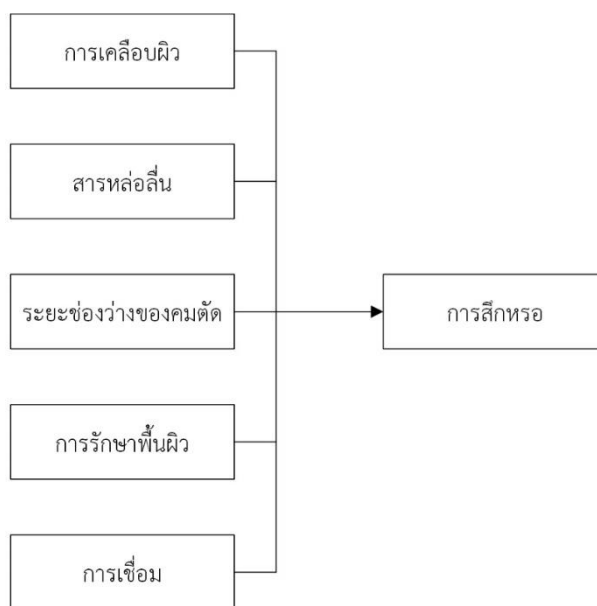 การเคลือบผิว
สารหล่อลื่น
ระยะช่องว่างของคมตัด
การสึกหรอ
การรักษาพื้นผิว
การเชื่อม